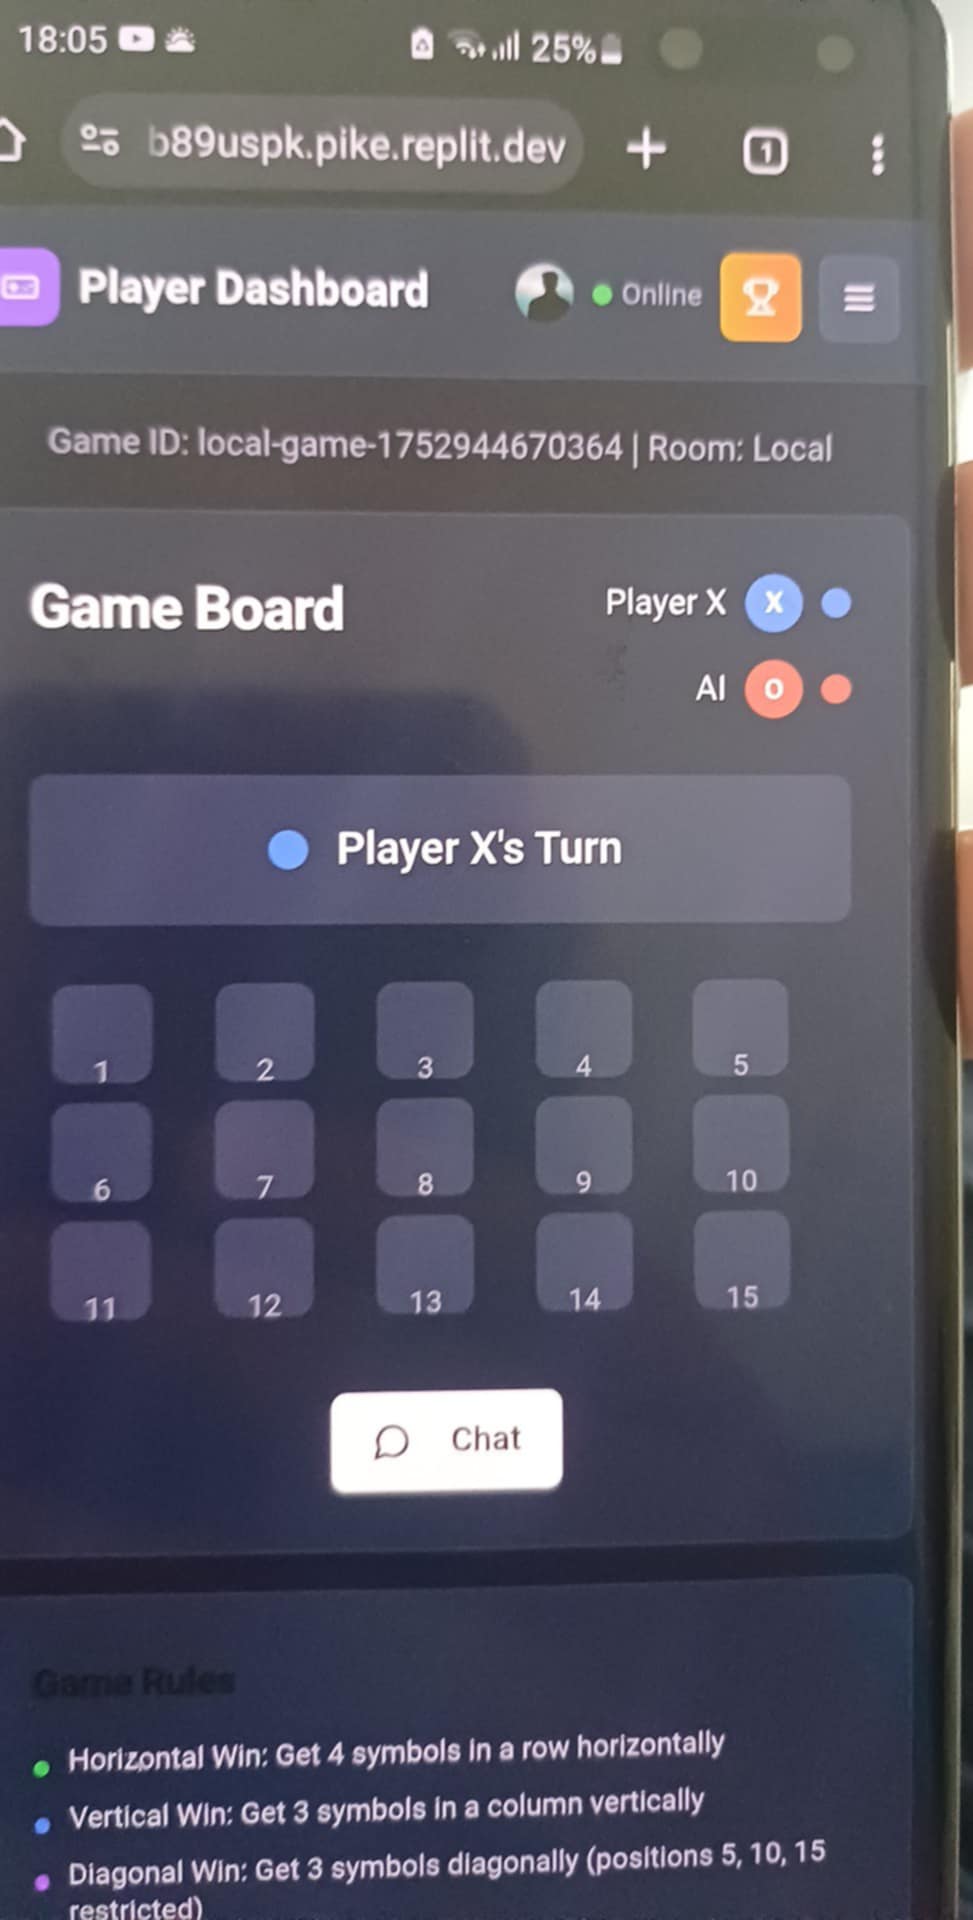 18:05 25%
b89uspk.pike.replit.dev 1
Player Dashboard Online
Game ID: local-game-1752944670364 | Room: Local
Game Board
Player X X
AI O
Player X's Turn
1 2 3 4 5
6 7 8 9 10
11 12 13 14 15
Chat
Game Rules
Horizontal Win: Get 4 symbols in a row horizontally
Vertical Win: Get 3 symbols in a column vertically
Diagonal Win: Get 3 symbols diagonally (positions 5, 10, 15
restricted)